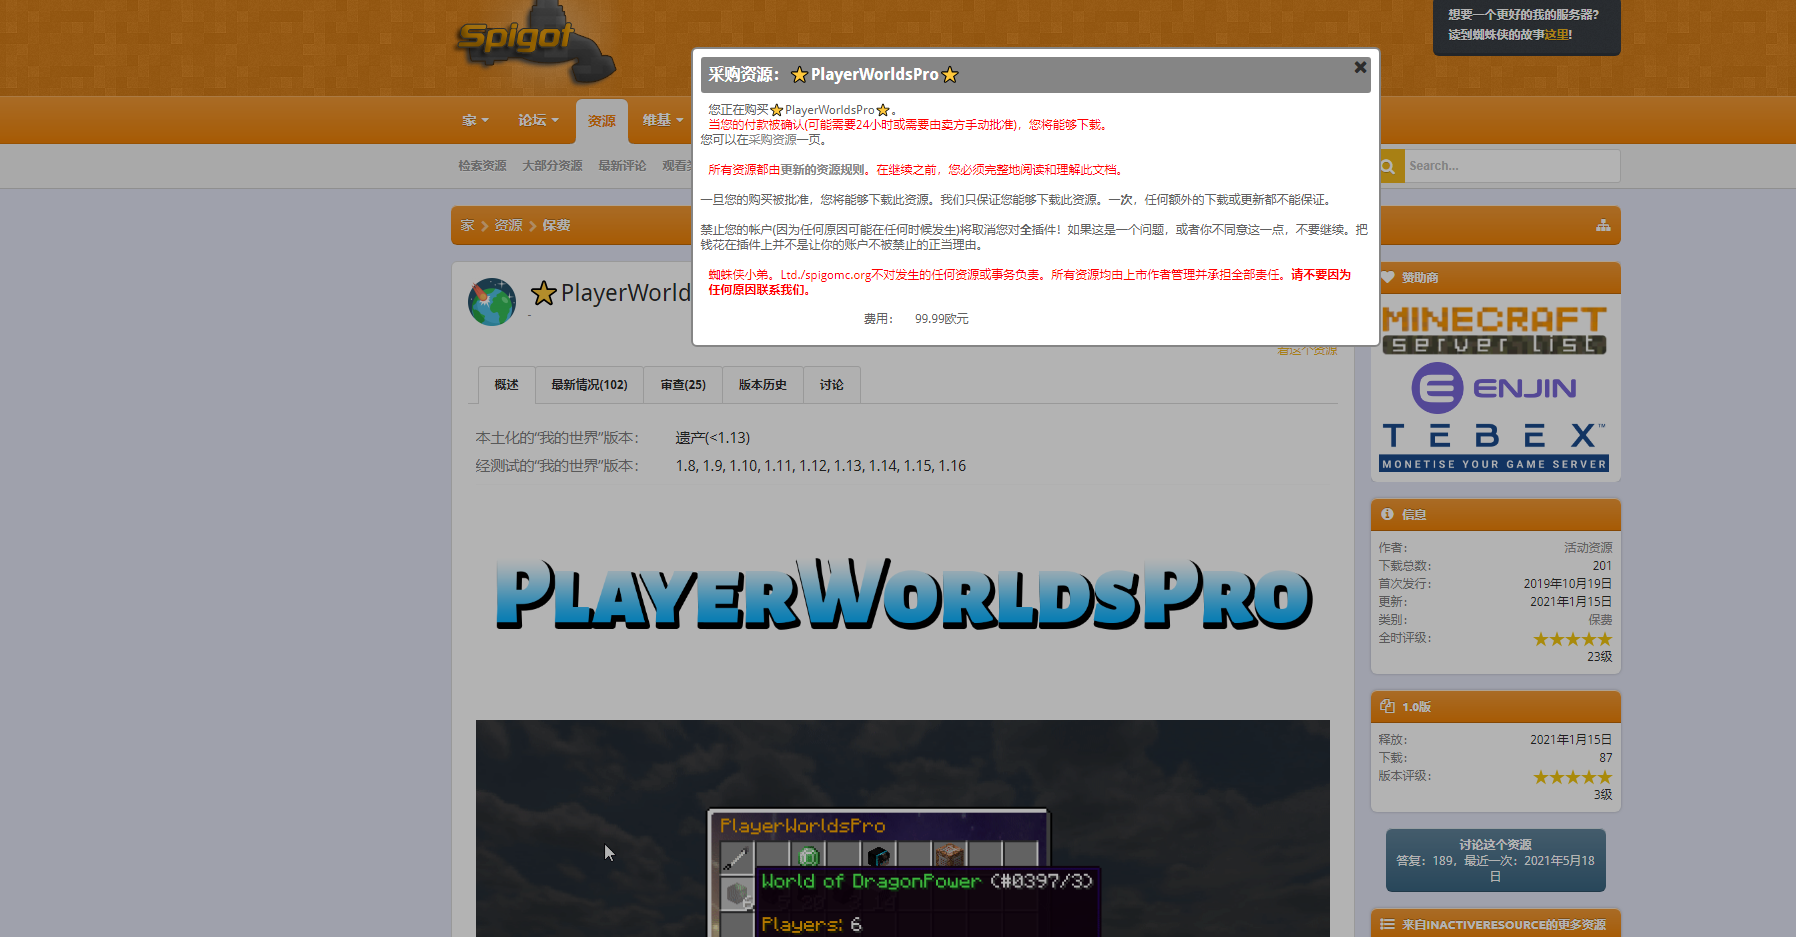 Spigot
想要一个更好的我的服务器?
读到蜘蛛侠的故事这里!
家
论坛
资源
维基
检索资源
大部分资源
最新评论
Search...
家
资源
保费
采购资源：⭐PlayerWorldsPro⭐
您正在购买⭐PlayerWorldsPro⭐。
当您的付款被确认(可能需要24小时或需要由卖方手动批准)，您将能够下载。
您可以在采购资源一页。
所有资源都由更新的资源规则。在继续之前，您必须完整地阅读和理解此文档。
一旦您的购买被批准，您将能够下载此资源。我们只保证您能够下载此资源。一次，任何额外的下载或更新都不能保证。
禁止您的帐户(因为任何原因可能在任何时候发生)将取消您对全插件！如果这是一个问题，或者你不同意这一点，不要继续。把
钱花在插件上并不是让你的账户不被禁止的正当理由。
蜘蛛侠小弟。Ltd./spigomc.org不对发生的任何资源或事务负责。所有资源均由上市作者管理并承担全部责任。请不要因为
任何原因联系我们。
费用：
99.99欧元
⭐PlayerWorld
-
看这个资源
概述
最新情况(102)
审查(25)
版本历史
讨论
本土化的“我的世界”版本：
遗产(<1.13)
经测试的“我的世界”版本：
1.8, 1.9, 1.10, 1.11, 1.12, 1.13, 1.14, 1.15, 1.16
PLAYERWORLDSPRO
PlayerWorldsPro
World of DragonPower (#0397/3)
Players: 6
赞助商
MINECRAFT
server list
ENJIN
TEBEX™
MONETISE YOUR GAME SERVER
信息
作者：
活动资源
下载总数：
201
首次发行：
2019年10月19日
更新：
2021年1月15日
类别：
保费
全时评级：
★★★★★
23级
1.0版
释放：
2021年1月15日
下载：
87
版本评级：
★★★★★
3级
讨论这个资源
答复：189，最近一次：2021年5月18
日
来自INACTIVERESOURCE的更多资源